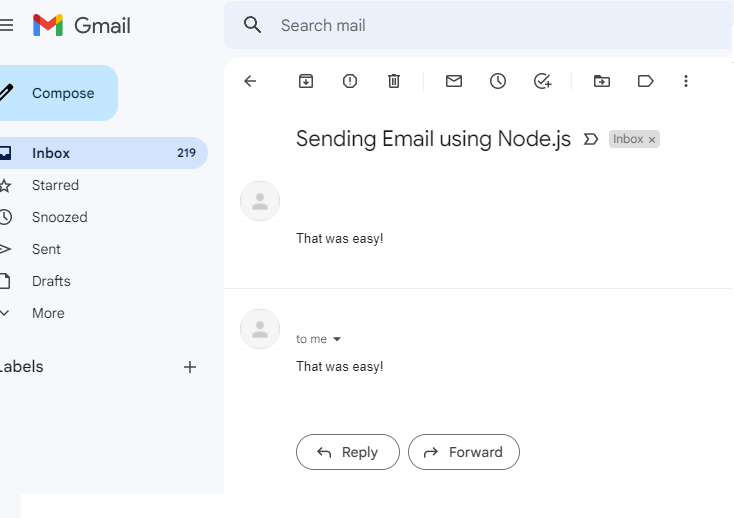 Gmail
Search mail
Compose
Inbox 219
Starred
Snoozed
Sent
Drafts
More
Labels
Sending Email using Node.js Inbox ×
That was easy!
to me
That was easy!
Reply Forward